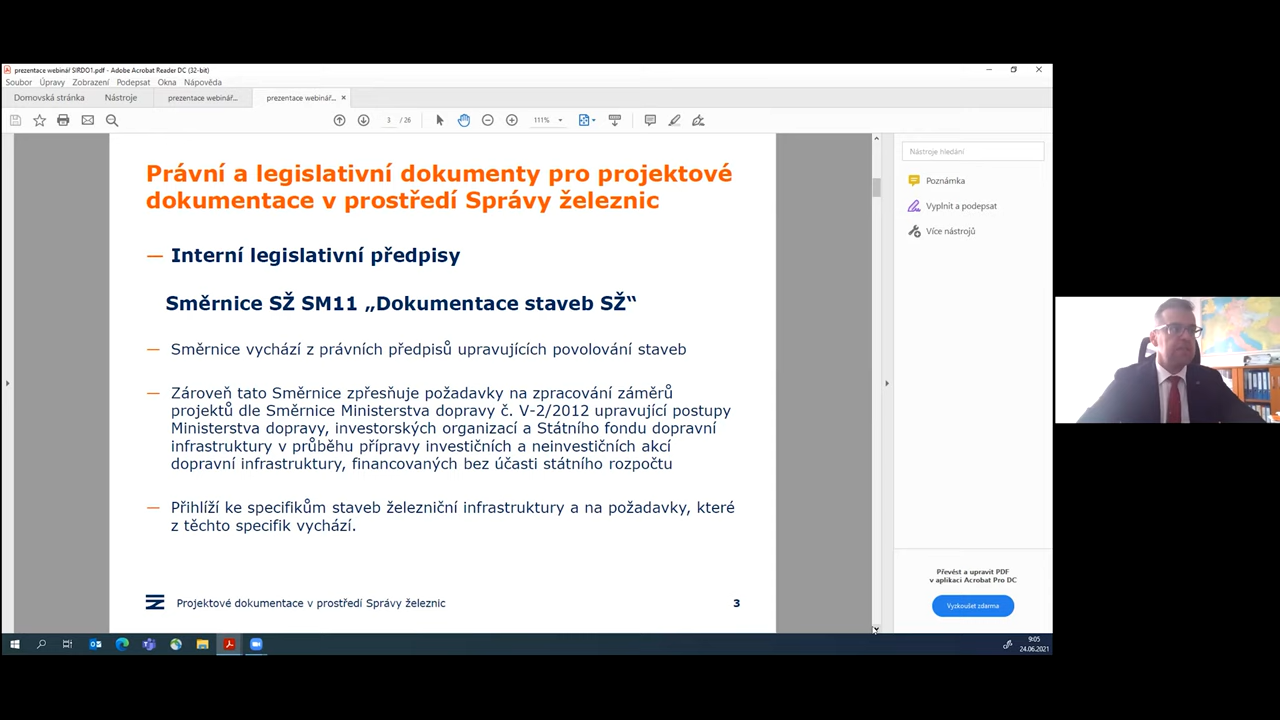 prezentace webinář SIRDO1.pdf - Adobe Acrobat Reader DC (32-bit)
Soubor Úpravy Zobrazení Podepsat Okna Nápověda
Domovská stránka Nástroje prezentace webinář... prezentace webinář... ×
3 / 26 111%
Právní a legislativní dokumenty pro projektové
dokumentace v prostředí Správy železnic
— Interní legislativní předpisy
Směrnice SŽ SM11 „Dokumentace staveb SŽ“
— Směrnice vychází z právních předpisů upravujících povolování staveb
— Zároveň tato Směrnice zpřesňuje požadavky na zpracování záměrů
projektů dle Směrnice Ministerstva dopravy č. V-2/2012 upravující postupy
Ministerstva dopravy, investorských organizací a Státního fondu dopravní
infrastruktury v průběhu přípravy investičních a neinvestičních akcí
dopravní infrastruktury, financovaných bez účasti státního rozpočtu
— Přihlíží ke specifikům staveb železniční infrastruktury a na požadavky, které
z těchto specifik vychází.
Projektové dokumentace v prostředí Správy železnic 3
Nástroje hledání
Poznámka
Vyplnit a podepsat
Více nástrojů
Převést a upravit PDF
v aplikaci Acrobat Pro DC
Vyzkoušet zdarma
9:05
24.06.2021